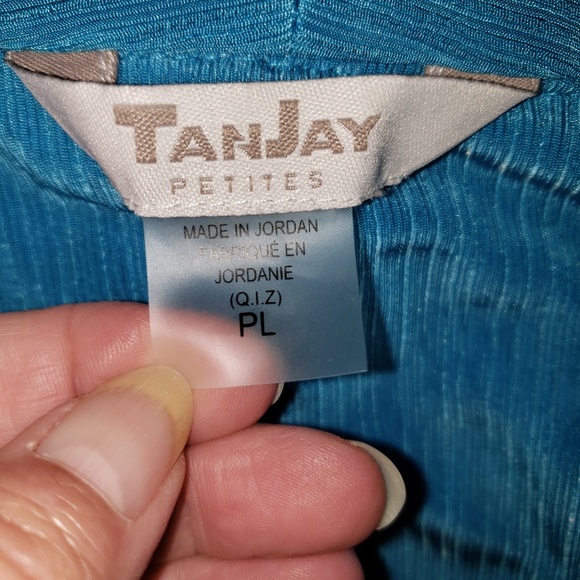 TANJAY
PETITES
MADE IN JORDAN
FABRIQUÉ EN
JORDANIE
(Q.I.Z)
PL